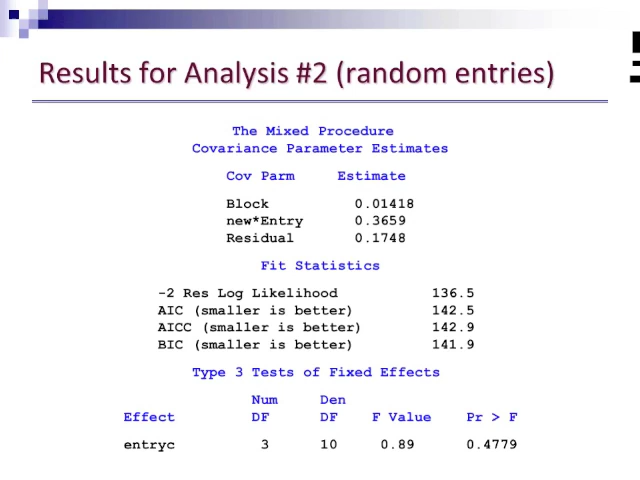 Results for Analysis #2 (random entries)
The Mixed Procedure
Covariance Parameter Estimates
Cov Parm Estimate
Block 0.01418
new*Entry 0.3659
Residual 0.1748
Fit Statistics
-2 Res Log Likelihood 136.5
AIC (smaller is better) 142.5
AICC (smaller is better) 142.9
BIC (smaller is better) 141.9
Type 3 Tests of Fixed Effects
Num Den
Effect DF DF F Value Pr > F
entryc 3 10 0.89 0.4779